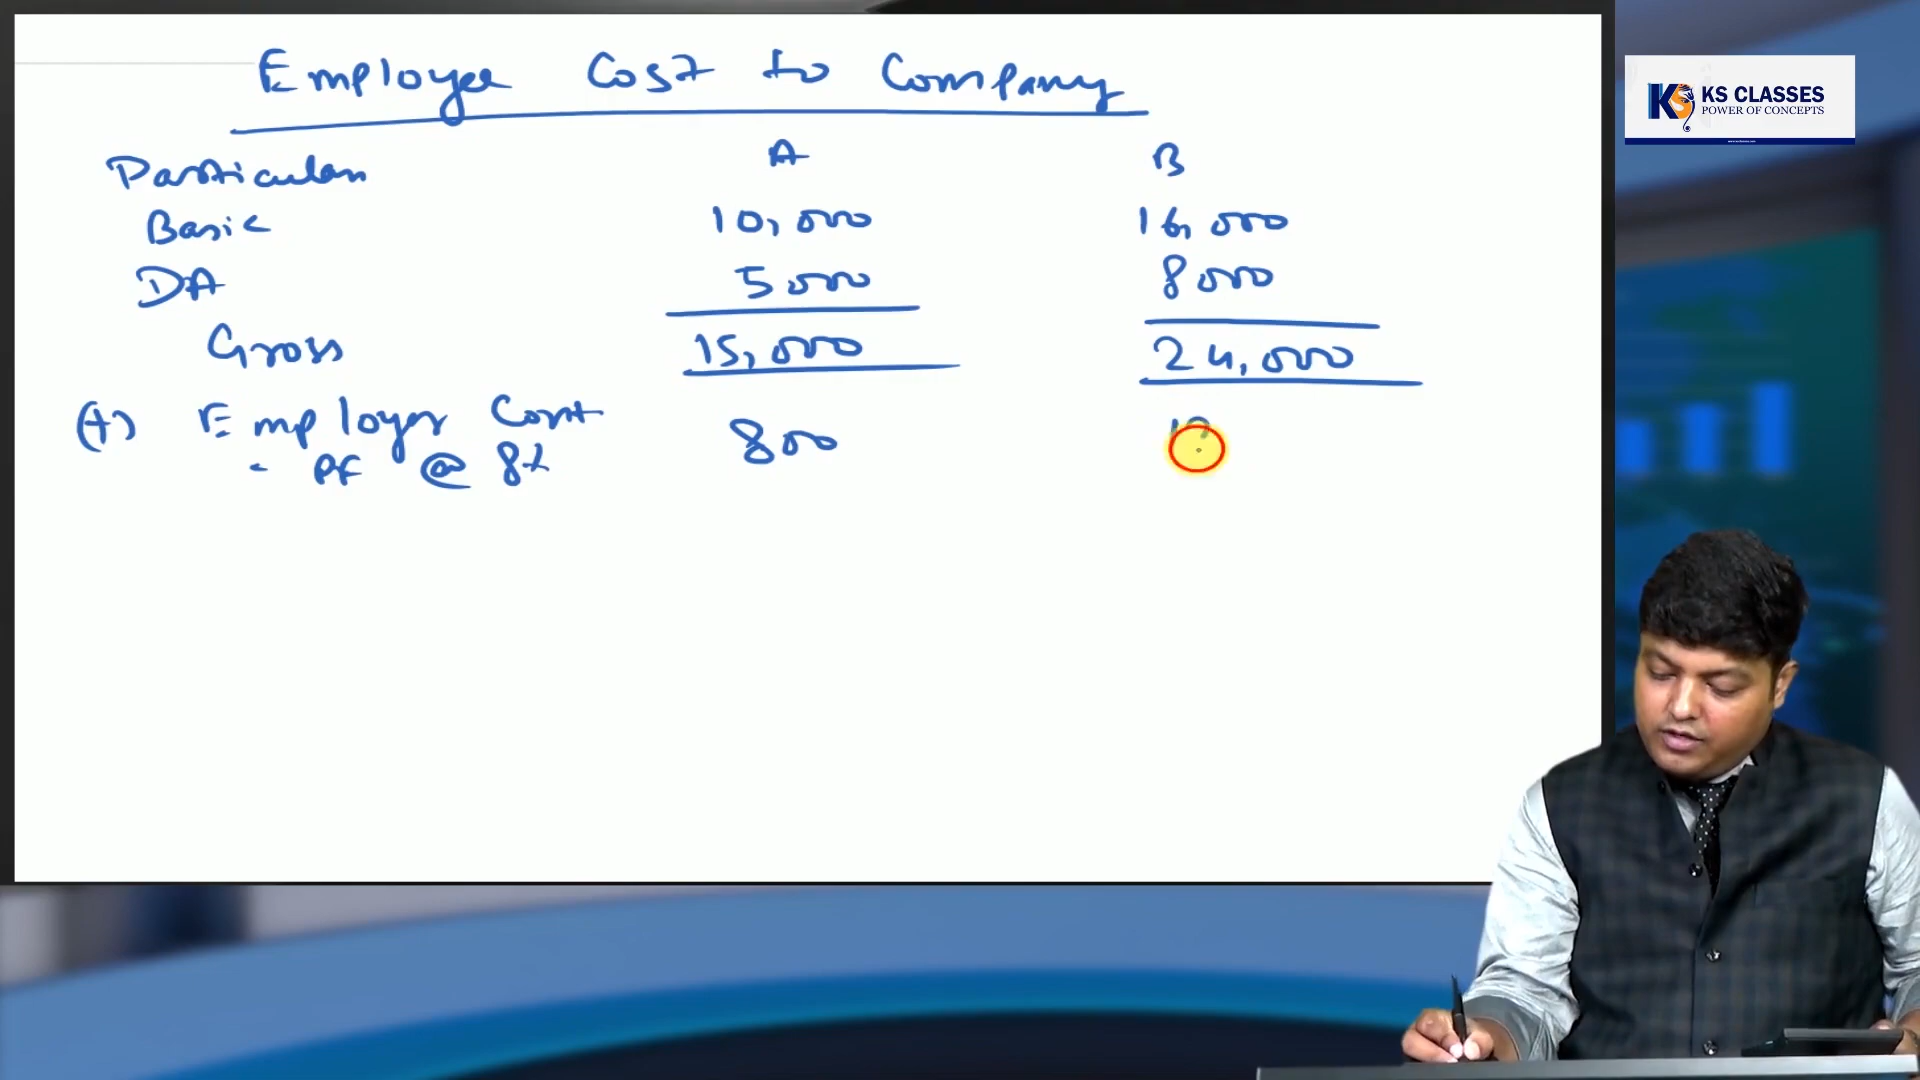 Employee Cost to Company
Particulars A B
Basic 10,000 16,000
DA 5000 8000
Gross 15,000 24,000
(+) Employer Cont
- PF @ 8% 800
KS CLASSES
POWER OF CONCEPTS